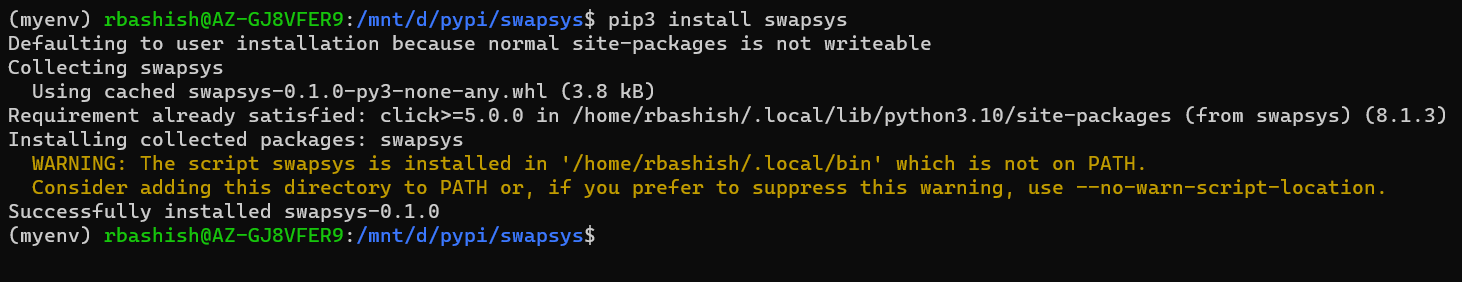 (myenv) rbashish@AZ-GJ8VFER9:/mnt/d/pypi/swapsys$ pip3 install swapsys
Defaulting to user installation because normal site-packages is not writeable
Collecting swapsys
  Using cached swapsys-0.1.0-py3-none-any.whl (3.8 kB)
Requirement already satisfied: click>=5.0.0 in /home/rbashish/.local/lib/python3.10/site-packages (from swapsys) (8.1.3)
Installing collected packages: swapsys
  WARNING: The script swapsys is installed in '/home/rbashish/.local/bin' which is not on PATH.
  Consider adding this directory to PATH or, if you prefer to suppress this warning, use --no-warn-script-location.
Successfully installed swapsys-0.1.0
(myenv) rbashish@AZ-GJ8VFER9:/mnt/d/pypi/swapsys$